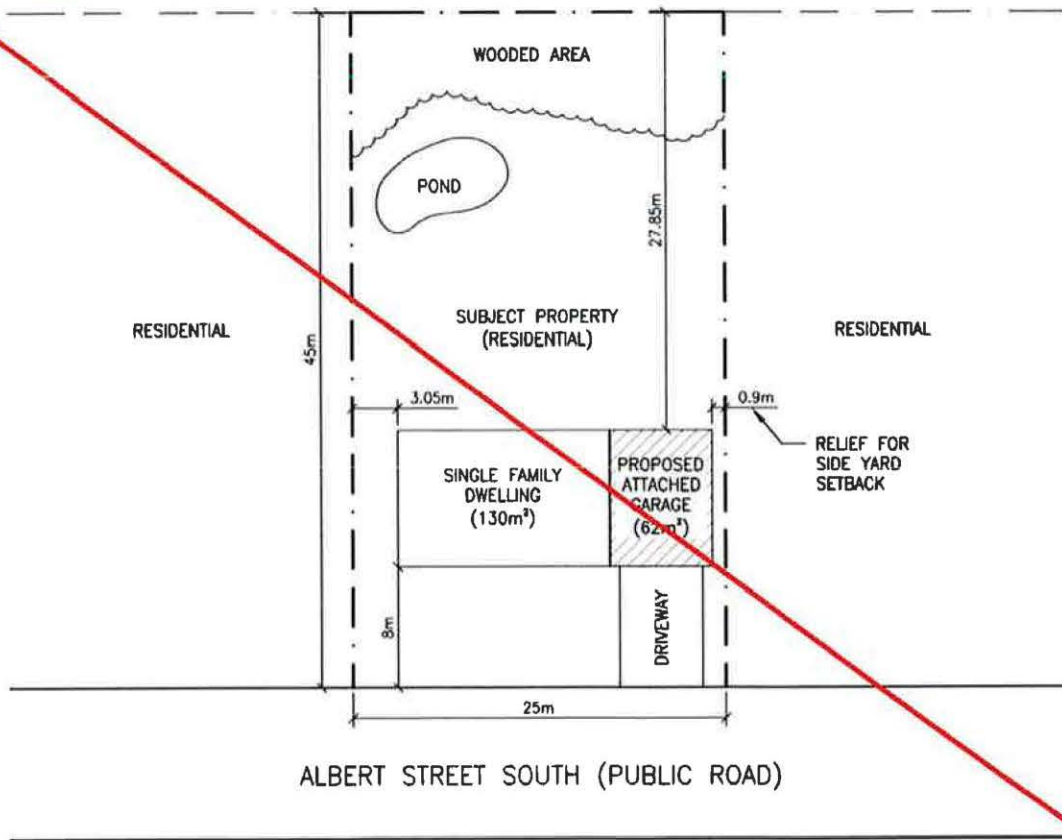 WOODED AREA
POND
27.85m
45m
RESIDENTIAL
SUBJECT PROPERTY
(RESIDENTIAL)
RESIDENTIAL
3.05m
0.9m
RELIEF FOR
SIDE YARD
SETBACK
SINGLE FAMILY
DWELLING
(130m²)
PROPOSED
ATTACHED
GARAGE
(62m²)
8m
DRIVEWAY
25m
ALBERT STREET SOUTH (PUBLIC ROAD)